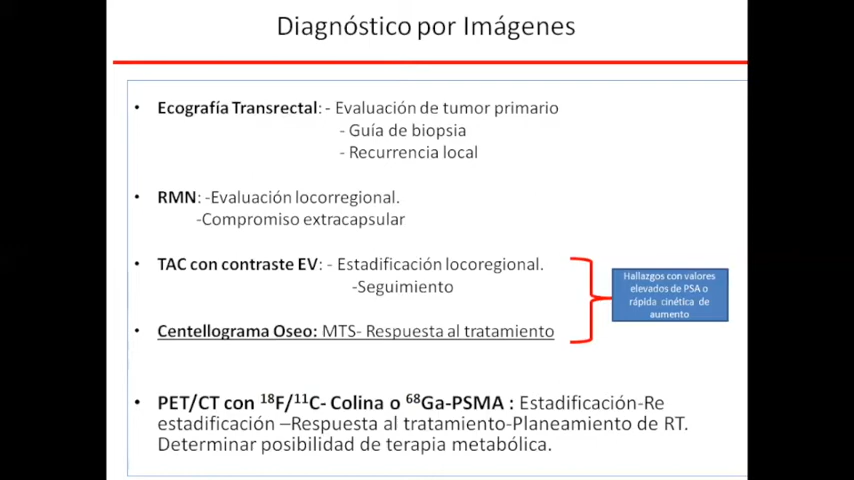 Diagnóstico por Imágenes
• Ecografía Transrectal: - Evaluación de tumor primario
- Guía de biopsia
- Recurrencia local
• RMN: -Evaluación locorregional.
-Compromiso extracapsular
• TAC con contraste EV: - Estadificación locoregional.
-Seguimiento
• Centellograma Oseo: MTS- Respuesta al tratamiento
Hallazgos con valores
elevados de PSA o
rápida cinética de
aumento
• PET/CT con ¹⁸F/¹¹C- Colina o ⁶⁸Ga-PSMA : Estadificación-Re
estadificación –Respuesta al tratamiento-Planeamiento de RT.
Determinar posibilidad de terapia metabólica.